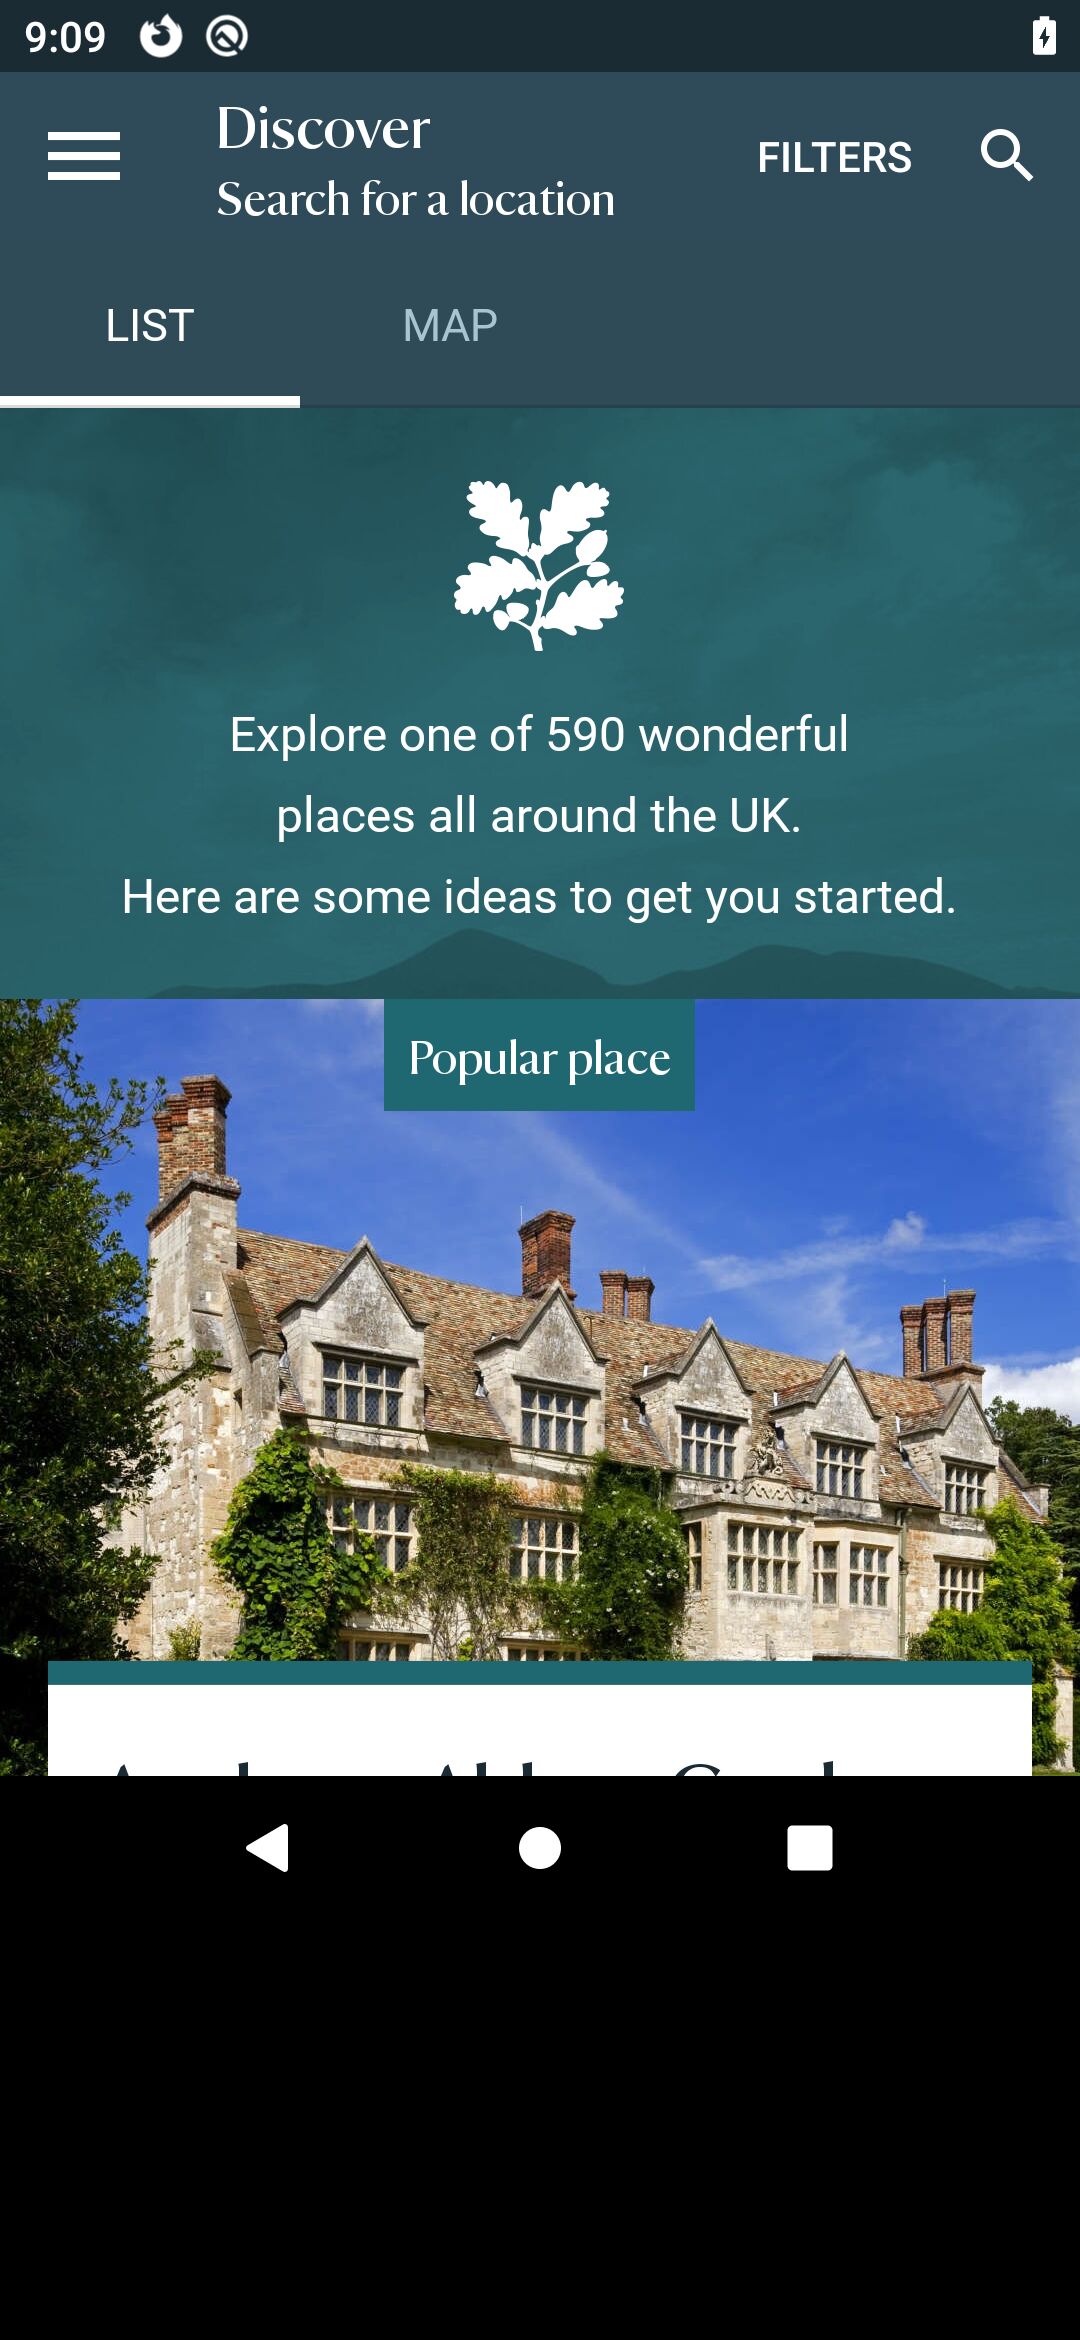 9:09
Discover
Search for a location
FILTERS
LIST
MAP
Explore one of 590 wonderful
places all around the UK.
Here are some ideas to get you started.
Popular place